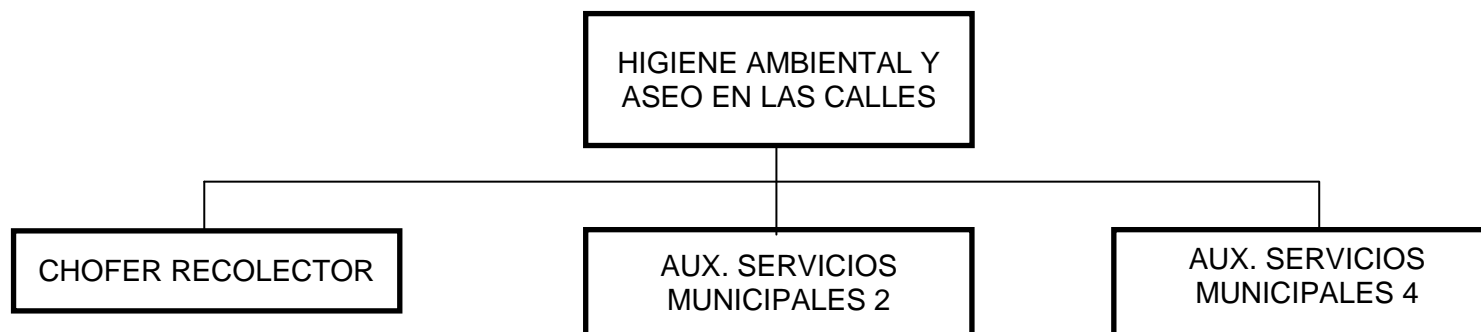 HIGIENE AMBIENTAL Y
ASEO EN LAS CALLES
CHOFER RECOLECTOR
AUX. SERVICIOS
MUNICIPALES 2
AUX. SERVICIOS
MUNICIPALES 4